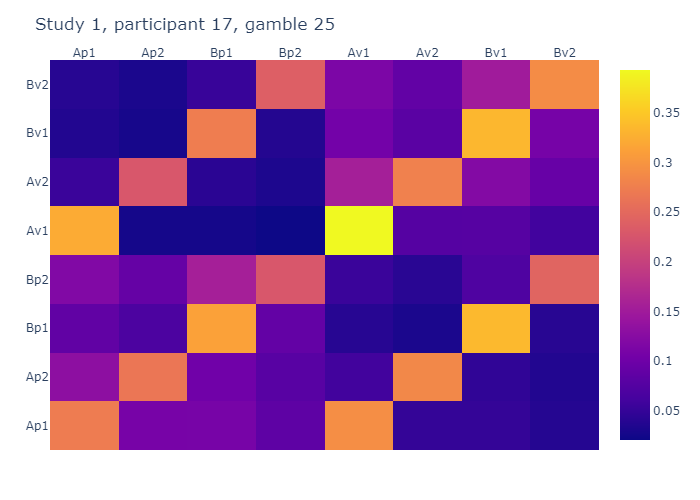 Study 1, participant 17, gamble 25
Ap1 Ap2 Bp1 Bp2 Av1 Av2 Bv1 Bv2
Bv2
Bv1
Av2
Av1
Bp2
Bp1
Ap2
Ap1
0.35
0.3
0.25
0.2
0.15
0.1
0.05